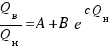 Q_в/Q_н = A + B e^{c Q_н}